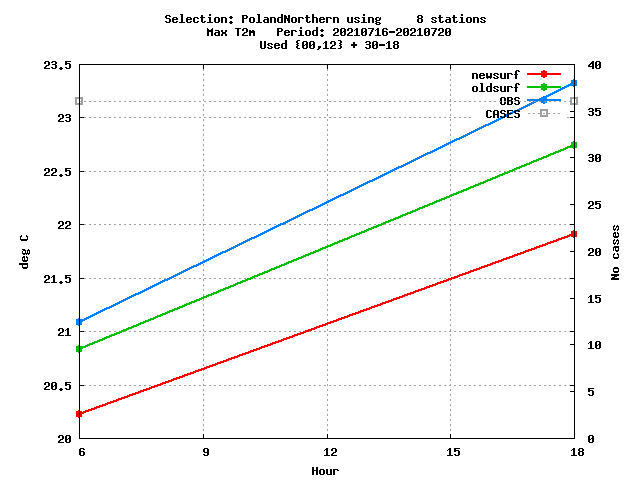 Selection: PolandNorthern using     8 stations
Max T2m   Period: 20210716-20210720
Used {00,12} + 30-18
newsurf
oldsurf
OBS
CASES
23.5
23
22.5
22
21.5
21
20.5
20
deg C
40
35
30
25
20
15
10
5
0
No cases
6 9 12 15 18
Hour